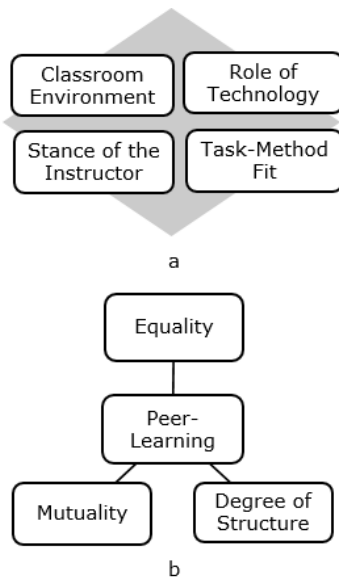 Classroom
Environment
Role of
Technology
Stance of the
Instructor
Task-Method
Fit
a
Equality
Peer-
Learning
Mutuality
Degree of
Structure
b